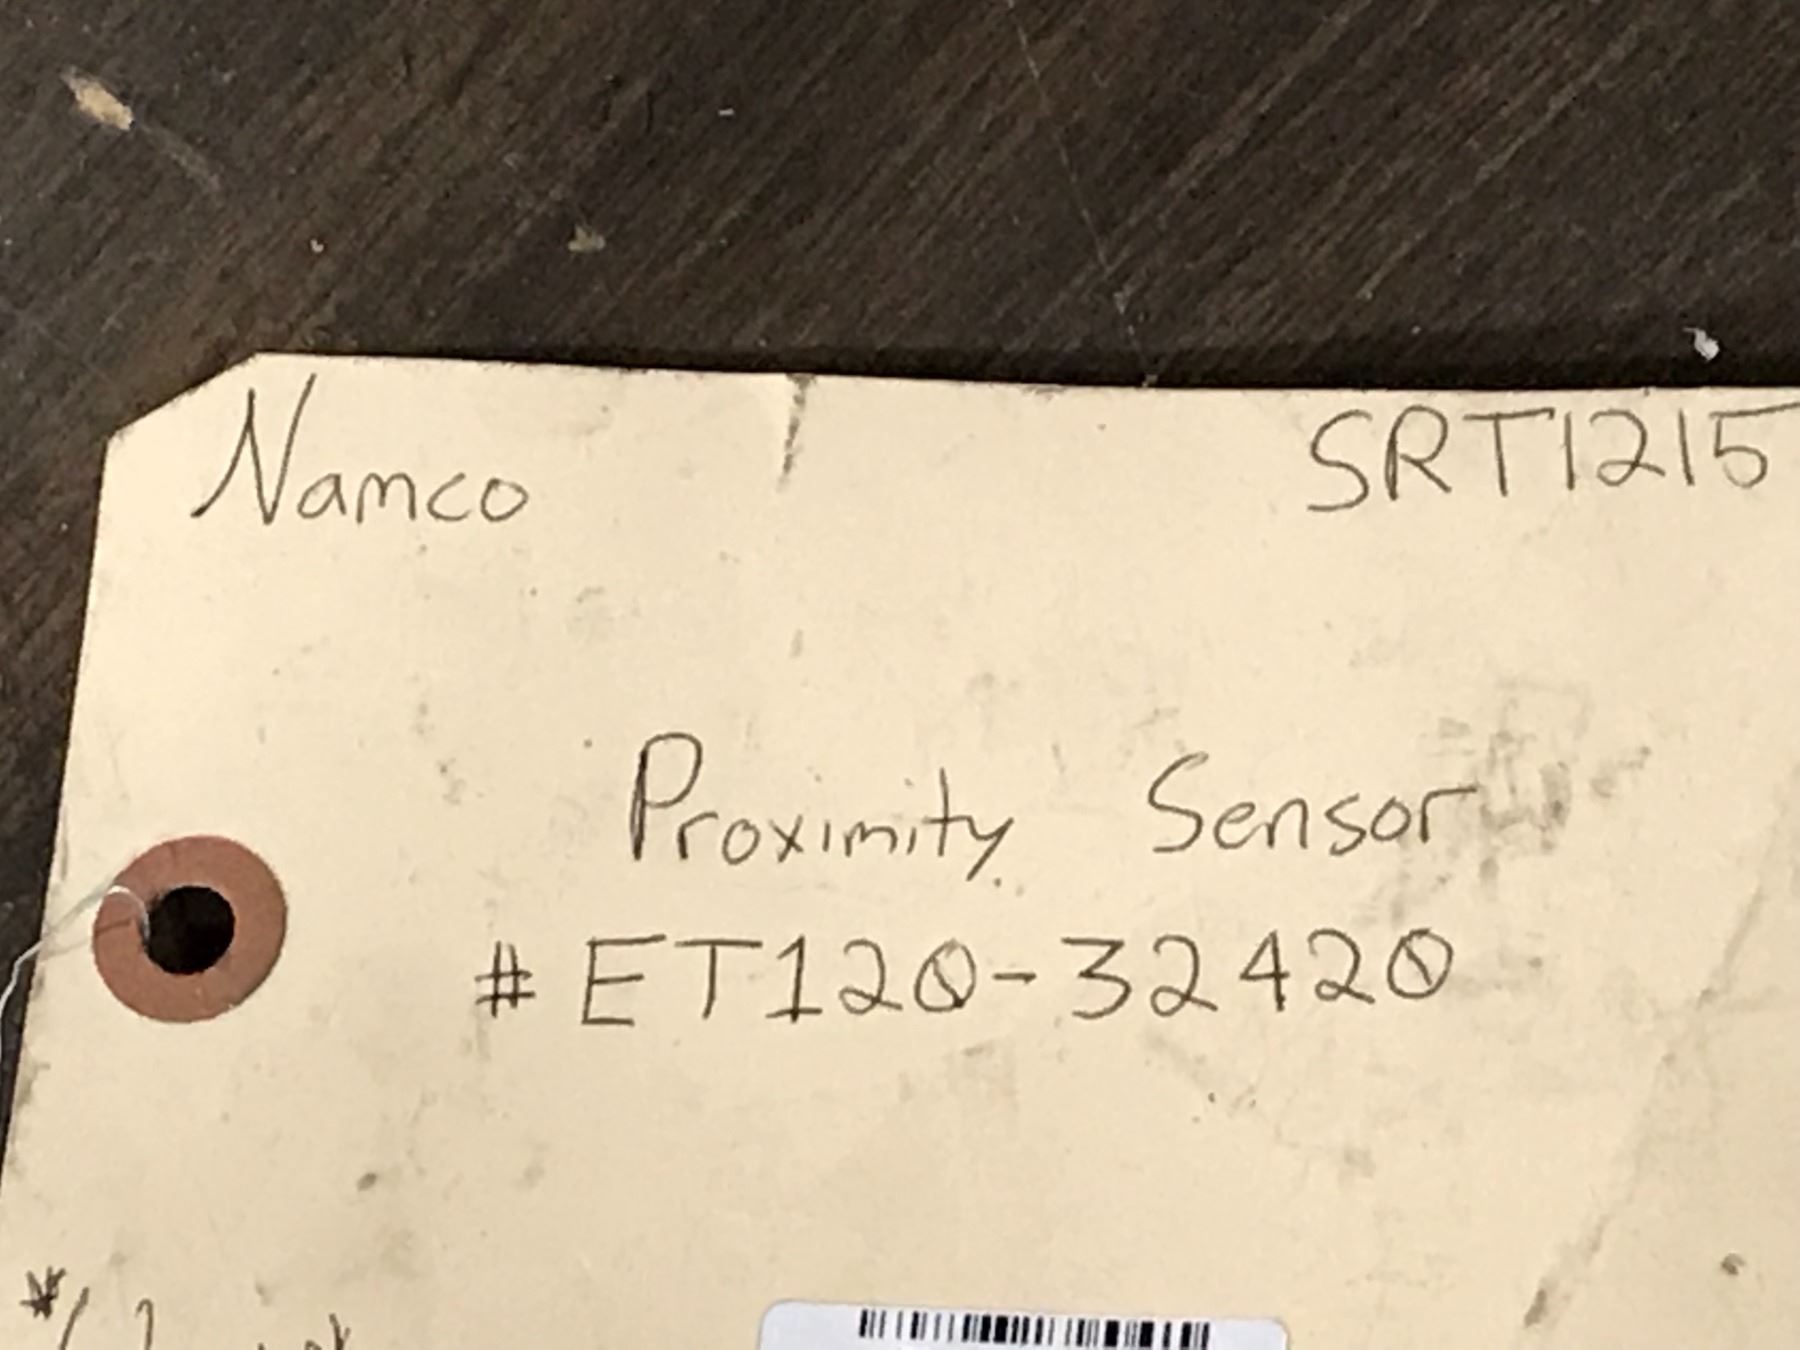 Namco SRT1215
Proximity Sensor
#ET120-32420